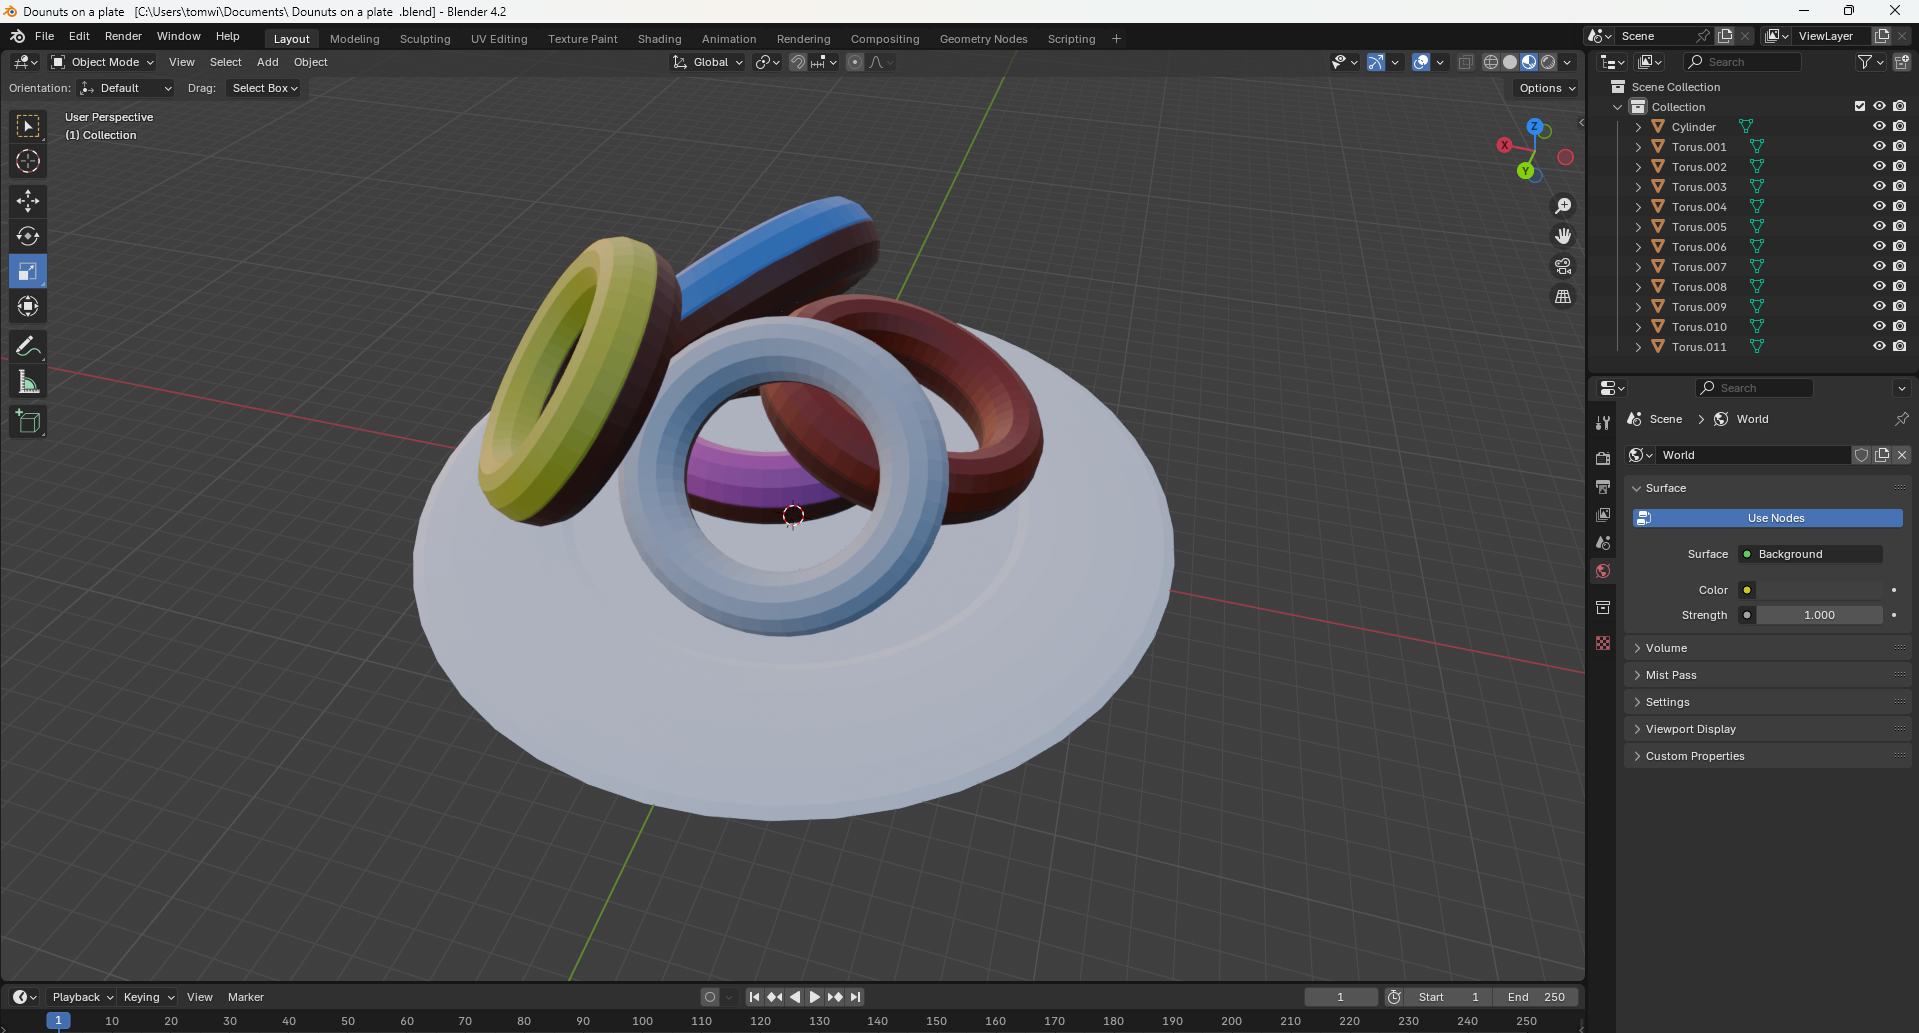 Dounuts on a plate   [C:\Users\tomwi\Documents\ Dounuts on a plate  .blend] - Blender 4.2
File Edit Render Window Help Layout Modeling Sculpting UV Editing Texture Paint Shading Animation Rendering Compositing Geometry Nodes Scripting + Scene ViewLayer
Object Mode View Select Add Object Global
Orientation: Default Drag: Select Box Options
User Perspective
(1) Collection
Z
X
Y
Search
Scene Collection
Collection
Cylinder
Torus.001
Torus.002
Torus.003
Torus.004
Torus.005
Torus.006
Torus.007
Torus.008
Torus.009
Torus.010
Torus.011
Search
Scene World
World
Surface
Use Nodes
Surface Background
Color
Strength 1.000
Volume
Mist Pass
Settings
Viewport Display
Custom Properties
Playback Keying View Marker 1 Start 1 End 250
1 10 20 30 40 50 60 70 80 90 100 110 120 130 140 150 160 170 180 190 200 210 220 230 240 250